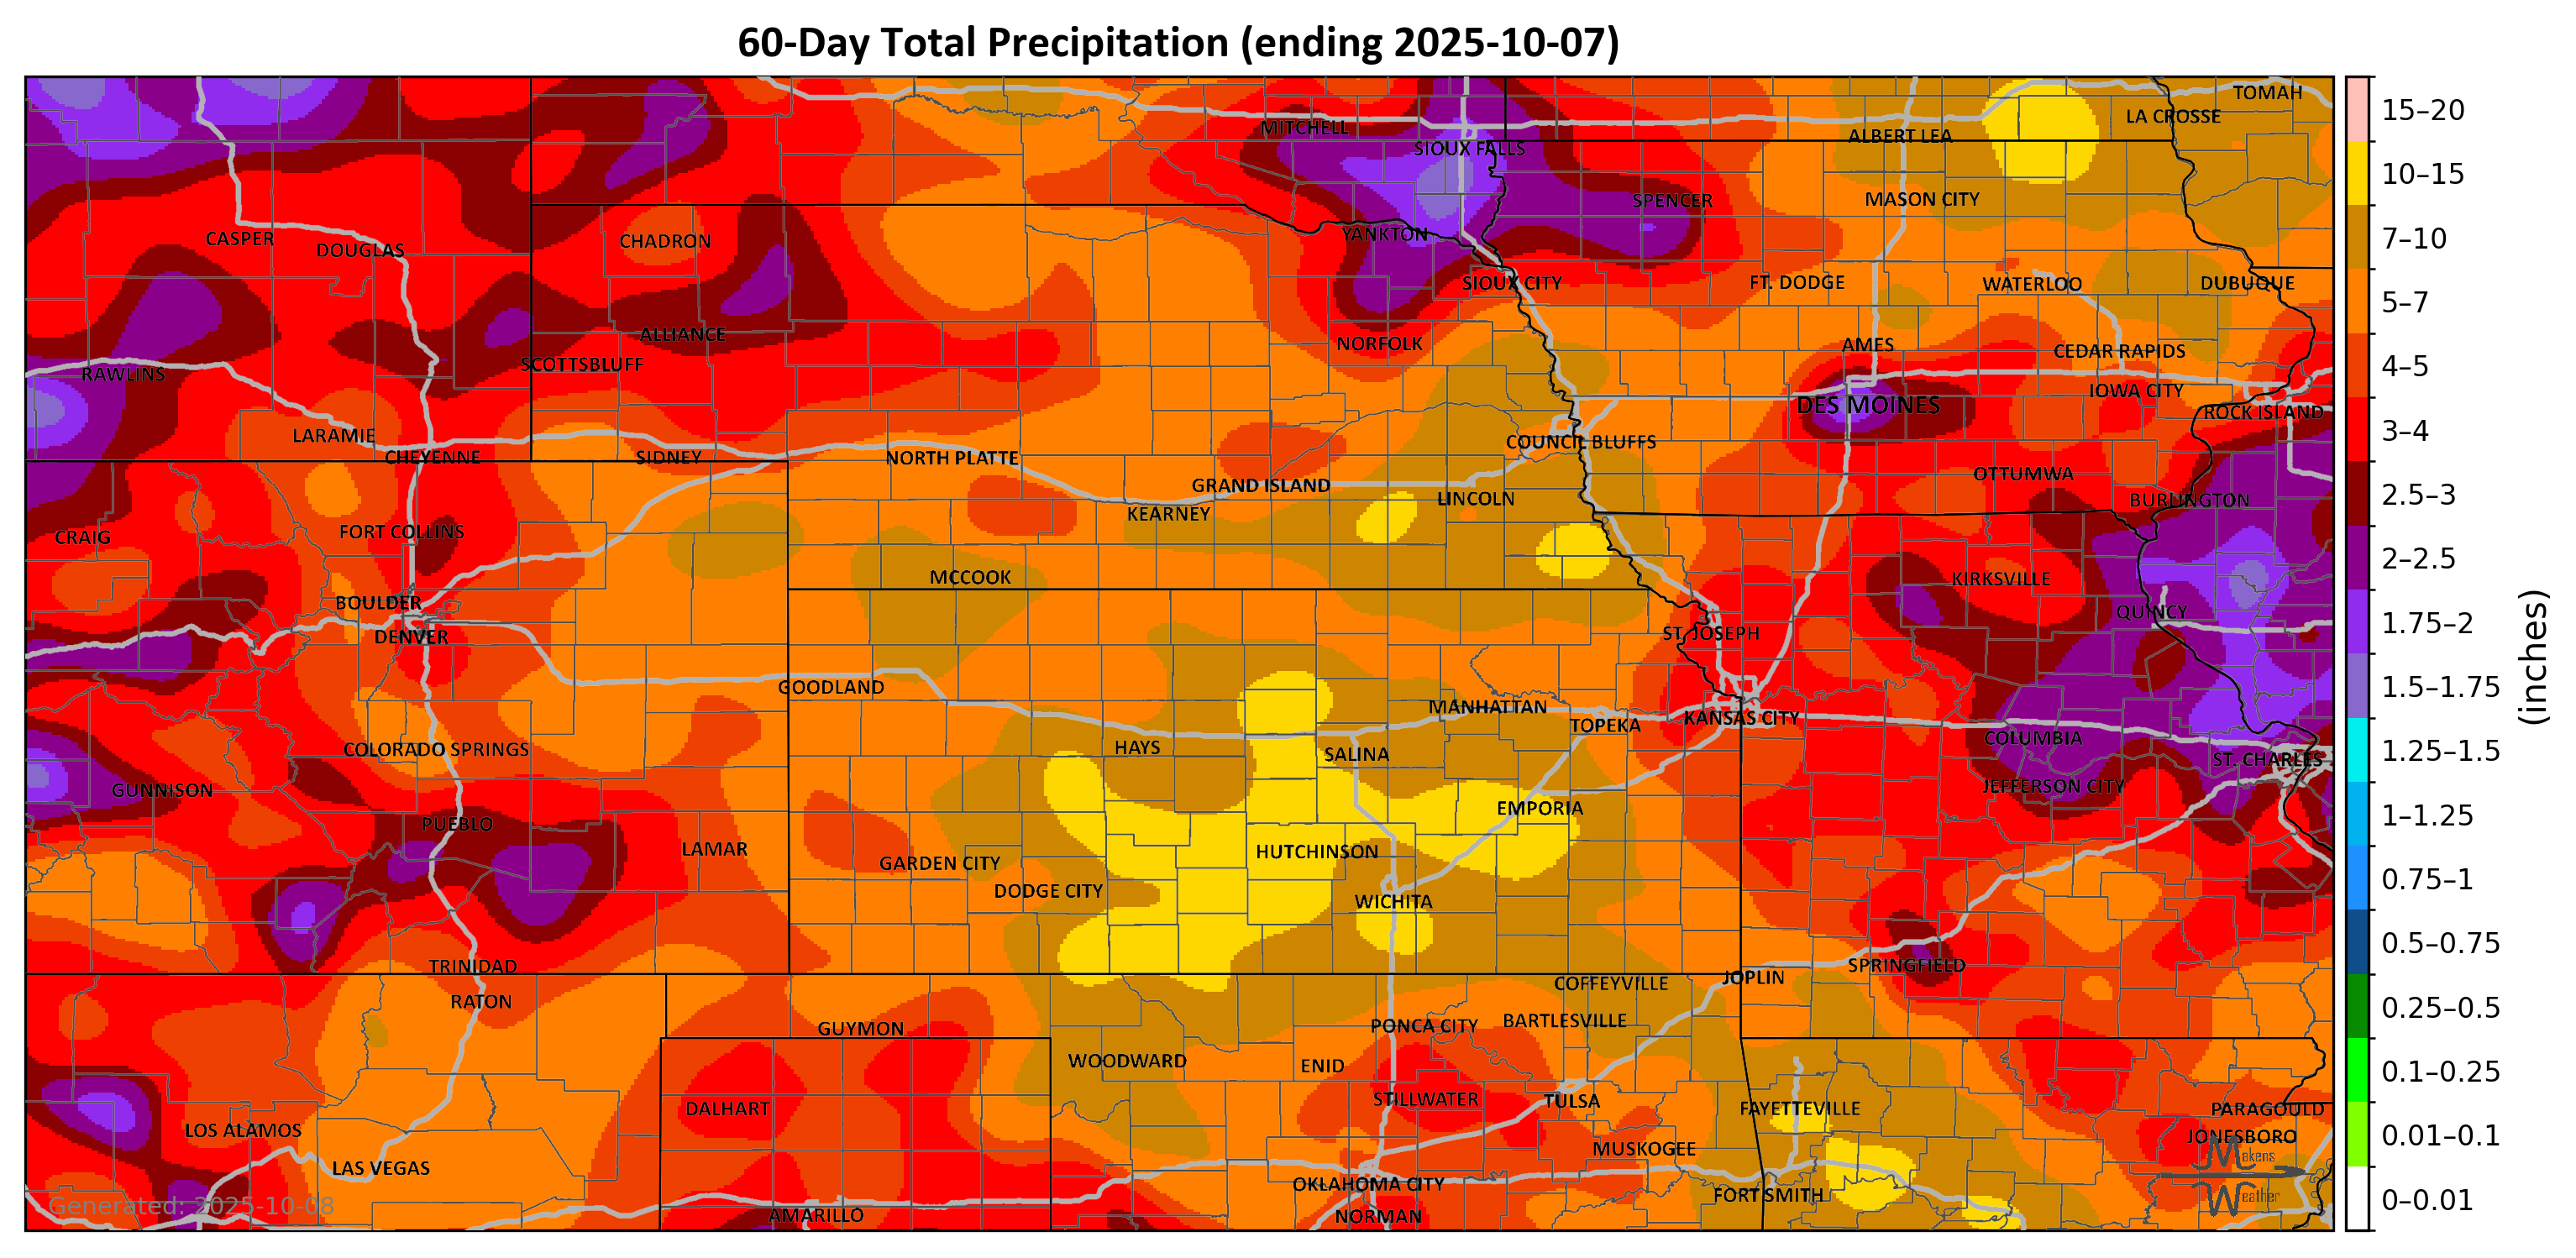 60-Day Total Precipitation (ending 2025-10-07)
TOMAH
LA CROSSE
MITCHELL
ALBERT LEA
SIOUX FALLS
SPENCER
MASON CITY
YANKTON
CASPER
CHADRON
DOUGLAS
SIOUX CITY
FT. DODGE
WATERLOO
DUBUQUE
ALLIANCE
NORFOLK
AMES
CEDAR RAPIDS
SCOTTSBLUFF
RAWLINS
IOWA CITY
DES MOINES
ROCK ISLAND
LARAMIE
COUNCIL BLUFFS
CHEYENNE
SIDNEY
NORTH PLATTE
OTTUMWA
GRAND ISLAND
LINCOLN
BURLINGTON
KEARNEY
FORT COLLINS
CRAIG
MCCOOK
KIRKSVILLE
BOULDER
QUINCY
DENVER
ST. JOSEPH
GOODLAND
MANHATTAN
KANSAS CITY
TOPEKA
COLUMBIA
HAYS
COLORADO SPRINGS
SALINA
ST. CHARLES
GUNNISON
JEFFERSON CITY
EMPORIA
PUEBLO
LAMAR
HUTCHINSON
GARDEN CITY
DODGE CITY
WICHITA
TRINIDAD
SPRINGFIELD
JOPLIN
COFFEYVILLE
RATON
BARTLESVILLE
PONCA CITY
GUYMON
WOODWARD
ENID
STILLWATER
TULSA
DALHART
FAYETTEVILLE
PARAGOULD
LOS ALAMOS
JONESBORO
MUSKOGEE
LAS VEGAS
OKLAHOMA CITY
FORT SMITH
AMARILLO
NORMAN
Generated: 2025-10-08
Makens
Weather
15–20
10–15
7–10
5–7
4–5
3–4
2.5–3
2–2.5
1.75–2
1.5–1.75
1.25–1.5
1–1.25
0.75–1
0.5–0.75
0.25–0.5
0.1–0.25
0.01–0.1
0–0.01
(inches)